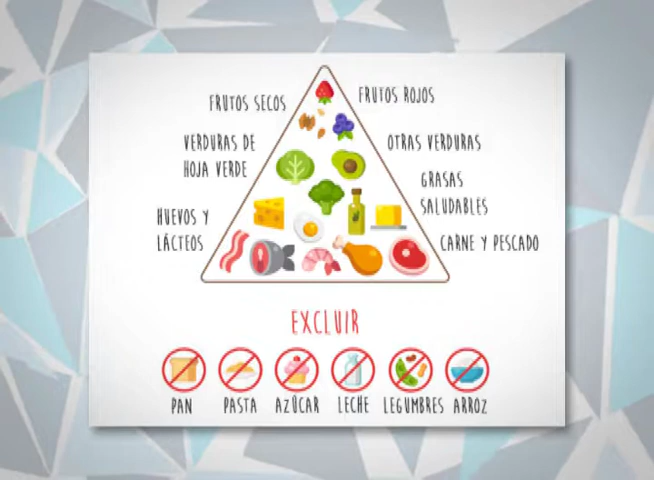 FRUTOS SECOS
FRUTOS ROJOS
VERDURAS DE
HOJA VERDE
OTRAS VERDURAS
GRASAS
SALUDABLES
HUEVOS Y
LÁCTEOS
CARNE Y PESCADO
EXCLUIR
PAN PASTA AZÚCAR LECHE LEGUMBRES ARROZ